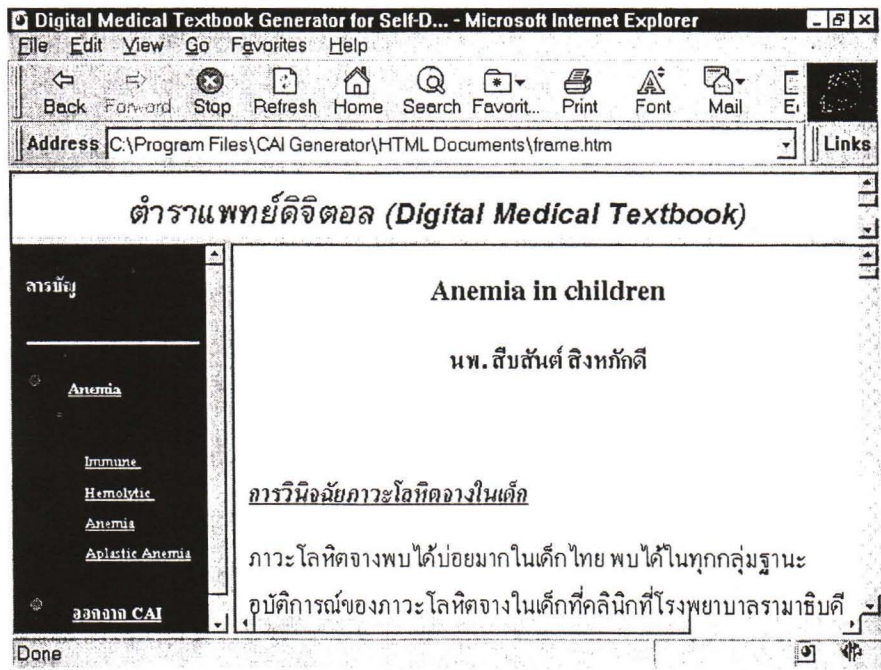 Digital Medical Textbook Generator for Self-D... - Microsoft Internet Explorer
File Edit View Go Favorites Help
Back Forward Stop Refresh Home Search Favorit... Print Font Mail
Address C:\Program Files\CAI Generator\HTML Documents\frame.htm Links
ตำราแพทย์ดิจิตอล (Digital Medical Textbook)
สารบัญ
Anemia
Immune
Hemolytic
Anemia
Aplastic Anemia
ออกจาก CAI
Anemia in children
นพ. สืบสันต์ สิงหภักดี
การวินิจฉัยภาวะโลหิตจางในเด็ก
ภาวะโลหิตจางพบได้บ่อยมากในเด็กไทย พบได้ในทุกกลุ่มฐานะ
อุบัติการณ์ของภาวะโลหิตจางในเด็กที่คลินิกที่โรงพยาบาลรามาธิบดี
Done